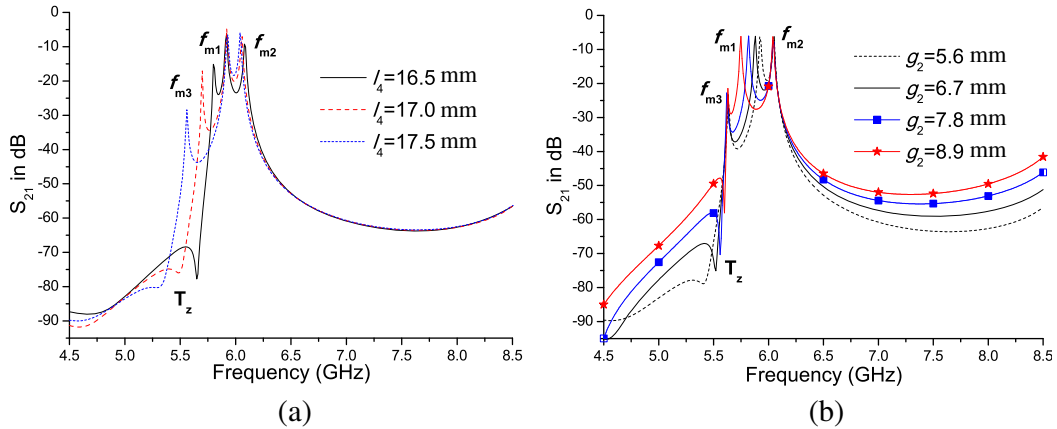 0
-10
-20
-30
-40
-50
-60
-70
-80
-90
S21 in dB
4.5 5.0 5.5 6.0 6.5 7.0 7.5 8.0 8.5
Frequency (GHz)
fm1
fm2
fm3
Tz
l4=16.5 mm
l4=17.0 mm
l4=17.5 mm
(a)
0
-10
-20
-30
-40
-50
-60
-70
-80
-90
S21 in dB
4.5 5.0 5.5 6.0 6.5 7.0 7.5 8.0 8.5
Frequency (GHz)
fm1
fm2
fm3
Tz
g2=5.6 mm
g2=6.7 mm
g2=7.8 mm
g2=8.9 mm
(b)